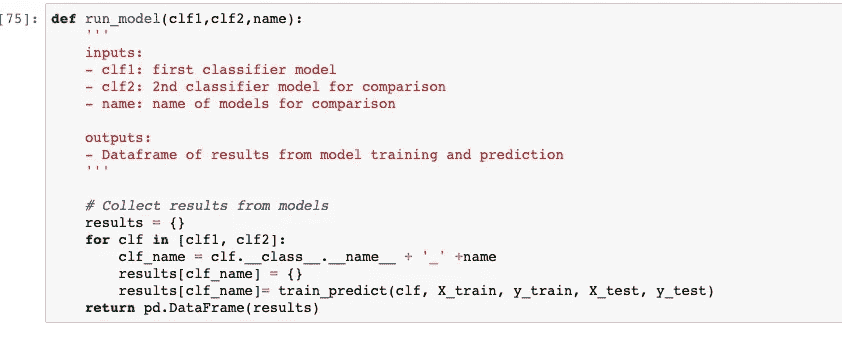 [75]: def run_model(clf1,clf2,name):
'''
inputs:
- clf1: first classifier model
- clf2: 2nd classifier model for comparison
- name: name of models for comparison
outputs:
- Dataframe of results from model training and prediction
'''
# Collect results from models
results = {}
for clf in [clf1, clf2]:
clf_name = clf.__class__.__name__ + '_' +name
results[clf_name] = {}
results[clf_name]= train_predict(clf, X_train, y_train, X_test, y_test)
return pd.DataFrame(results)